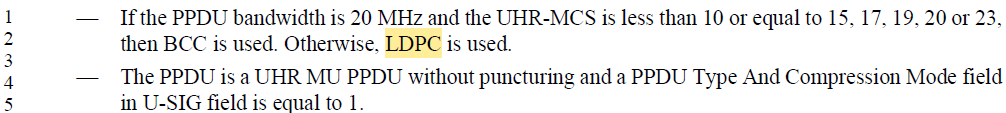 1 — If the PPDU bandwidth is 20 MHz and the UHR-MCS is less than 10 or equal to 15, 17, 19, 20 or 23,
2 then BCC is used. Otherwise, LDPC is used.
3
4 — The PPDU is a UHR MU PPDU without puncturing and a PPDU Type And Compression Mode field
5 in U-SIG field is equal to 1.